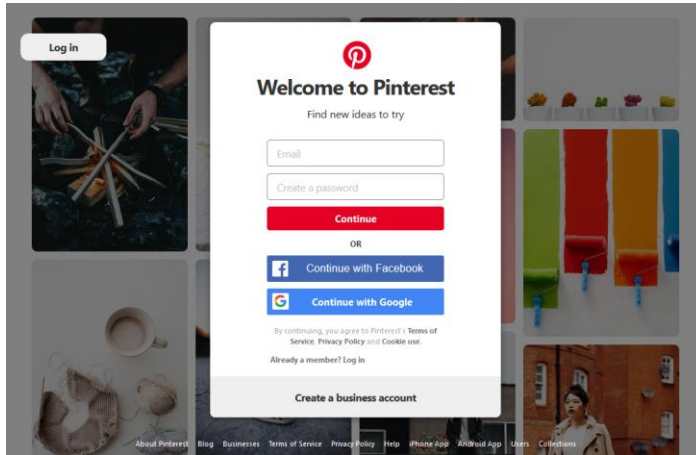 Log in
Welcome to Pinterest
Find new ideas to try
Email
Create a password
Continue
OR
Continue with Facebook
Continue with Google
By continuing, you agree to Pinterest's Terms of
Service, Privacy Policy and Cookie use.
Already a member? Log in
Create a business account
About Pinterest Blog Businesses Terms of Service Privacy Policy Help iPhone App Android App Users Collections